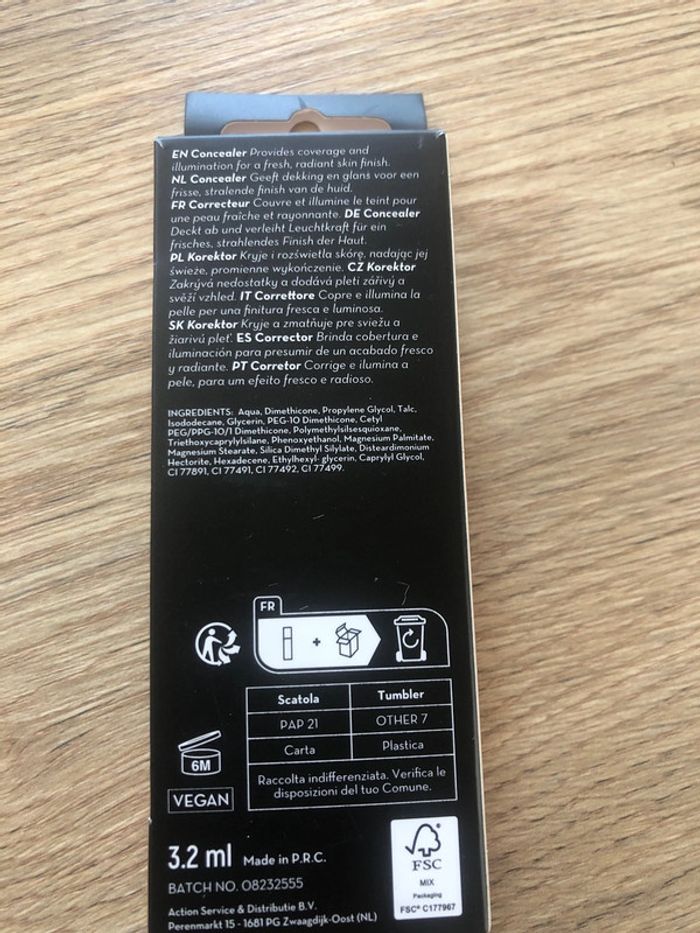 EN Concealer Provides coverage and
illumination for a fresh, radiant skin finish.
NL Concealer Geeft dekking en glans voor een
frisse, stralende finish van de huid.
FR Correcteur Couvre et illumine le teint pour
une peau fraîche et rayonnante. DE Concealer
Deckt ab und verleiht Leuchtkraft für ein
frisches, strahlendes Finish der Haut.
PL Korektor Kryje i rozświetla skórę, nadając jej
świeże, promienne wykończenie. CZ Korektor
Zakrývá nedostatky a dodává pleti zářivý a
svěží vzhled. IT Correttore Copre e illumina la
pelle per una finitura fresca e luminosa.
SK Korektor Kryje a zmatňuje pre sviežu a
žiarivú pleť. ES Corrector Brinda cobertura e
iluminación para presumir de un acabado fresco
y radiante. PT Corretor Corrige e ilumina a
pele, para um efeito fresco e radioso.
INGREDIENTS: Aqua, Dimethicone, Propylene Glycol, Talc,
Isododecane, Glycerin, PEG-10 Dimethicone, Cetyl
PEG/PPG-10/1 Dimethicone, Polymethylsilsesquioxane,
Triethoxycaprylylsilane, Phenoxyethanol, Magnesium Palmitate,
Magnesium Stearate, Silica Dimethyl Silylate, Disteardimonium
Hectorite, Hexadecene, Ethylhexyl- glycerin, Caprylyl Glycol,
CI 77891, CI 77491, CI 77492, CI 77499.
FR
+
Scatola Tumbler
PAP 21 OTHER 7
Carta Plastica
Raccolta indifferenziata. Verifica le
disposizioni del tuo Comune.
6M
VEGAN
3.2 ml Made in P.R.C.
BATCH NO. 08232555
Action Service & Distributie B.V.
Perenmarkt 15 - 1681 PG Zwaagdijk-Oost (NL)
FSC
MIX
Packaging
FSC® C177967